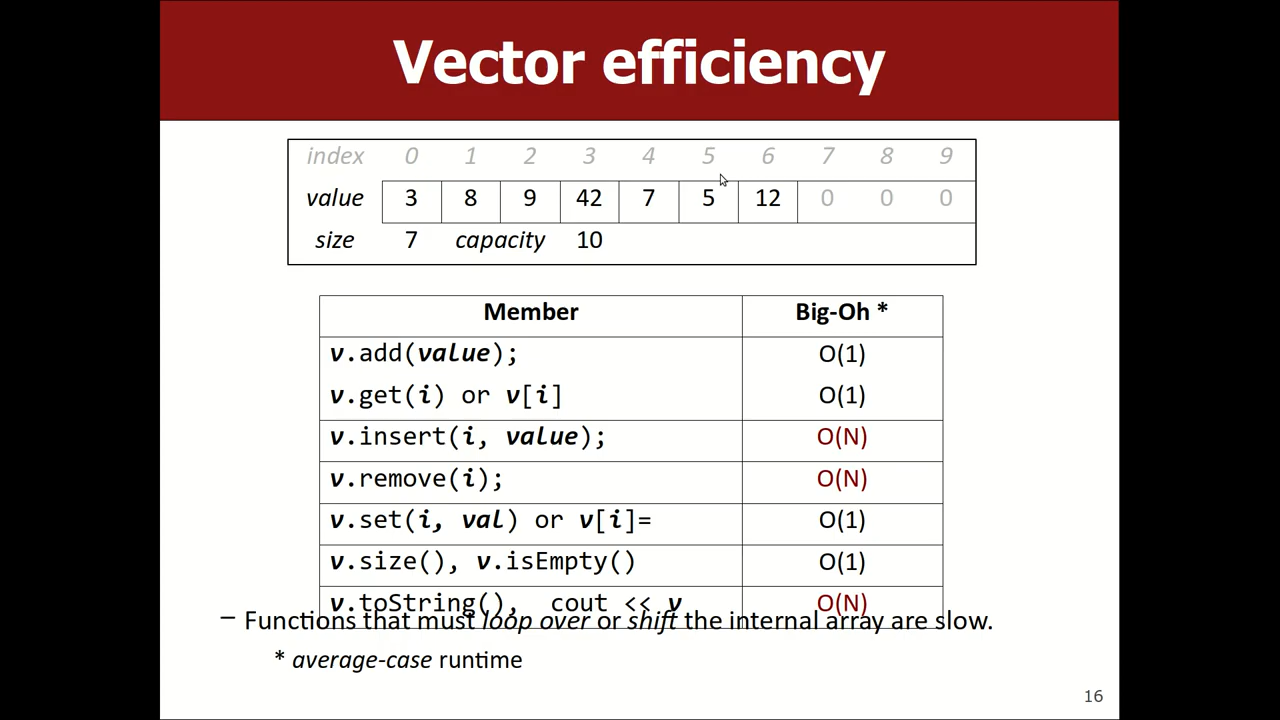 Vector efficiency
index 0 1 2 3 4 5 6 7 8 9
value 3 8 9 42 7 5 12 0 0 0
size 7 capacity 10
Member Big-Oh *
v.add(value); O(1)
v.get(i) or v[i] O(1)
v.insert(i, value); O(N)
v.remove(i); O(N)
v.set(i, val) or v[i]= O(1)
v.size(), v.isEmpty() O(1)
v.toString(), cout << v O(N)
– Functions that must loop over or shift the internal array are slow.
* average-case runtime
16